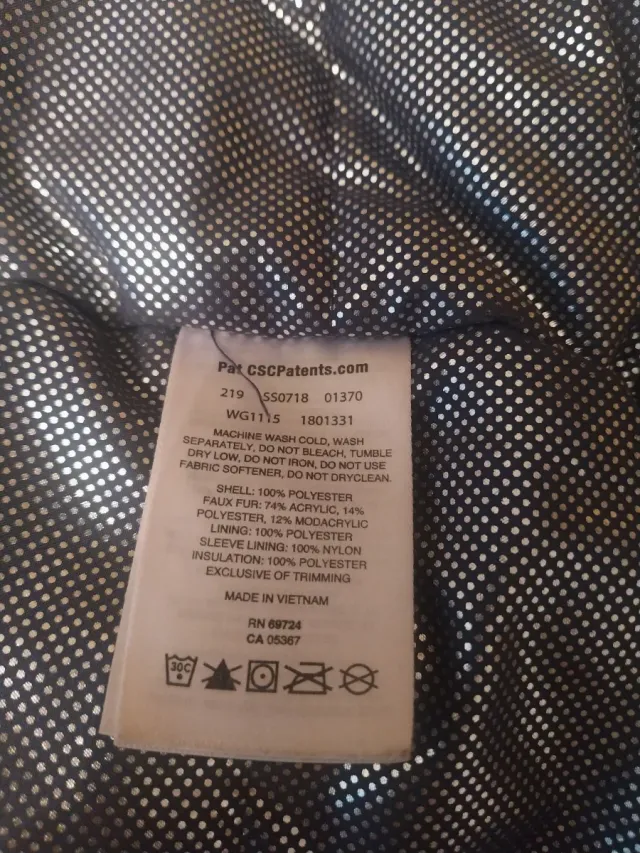 Pat CSCPatents.com
219 SS0718 01370
WG1115 1801331
MACHINE WASH COLD, WASH
SEPARATELY, DO NOT BLEACH, TUMBLE
DRY LOW, DO NOT IRON, DO NOT USE
FABRIC SOFTENER, DO NOT DRYCLEAN.
SHELL: 100% POLYESTER
FAUX FUR: 74% ACRYLIC, 14%
POLYESTER, 12% MODACRYLIC
LINING: 100% POLYESTER
SLEEVE LINING: 100% NYLON
INSULATION: 100% POLYESTER
EXCLUSIVE OF TRIMMING
MADE IN VIETNAM
RN 69724
CA 05367
30C